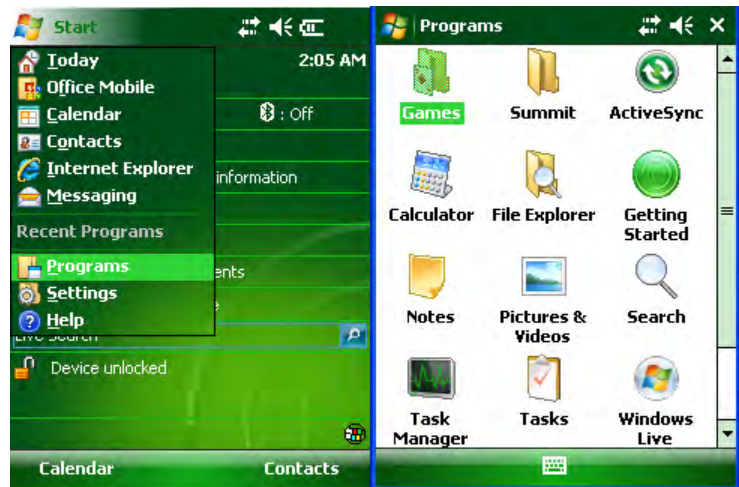 Start
Today
Office Mobile
Calendar
Contacts
Internet Explorer
Messaging
Recent Programs
Programs
Settings
Help
2:05 AM
: Off
information
ents
Device unlocked
Calendar Contacts
Programs
Games Summit ActiveSync
Calculator File Explorer Getting
Started
Notes Pictures & Search
Videos
Task Tasks Windows
Manager Live